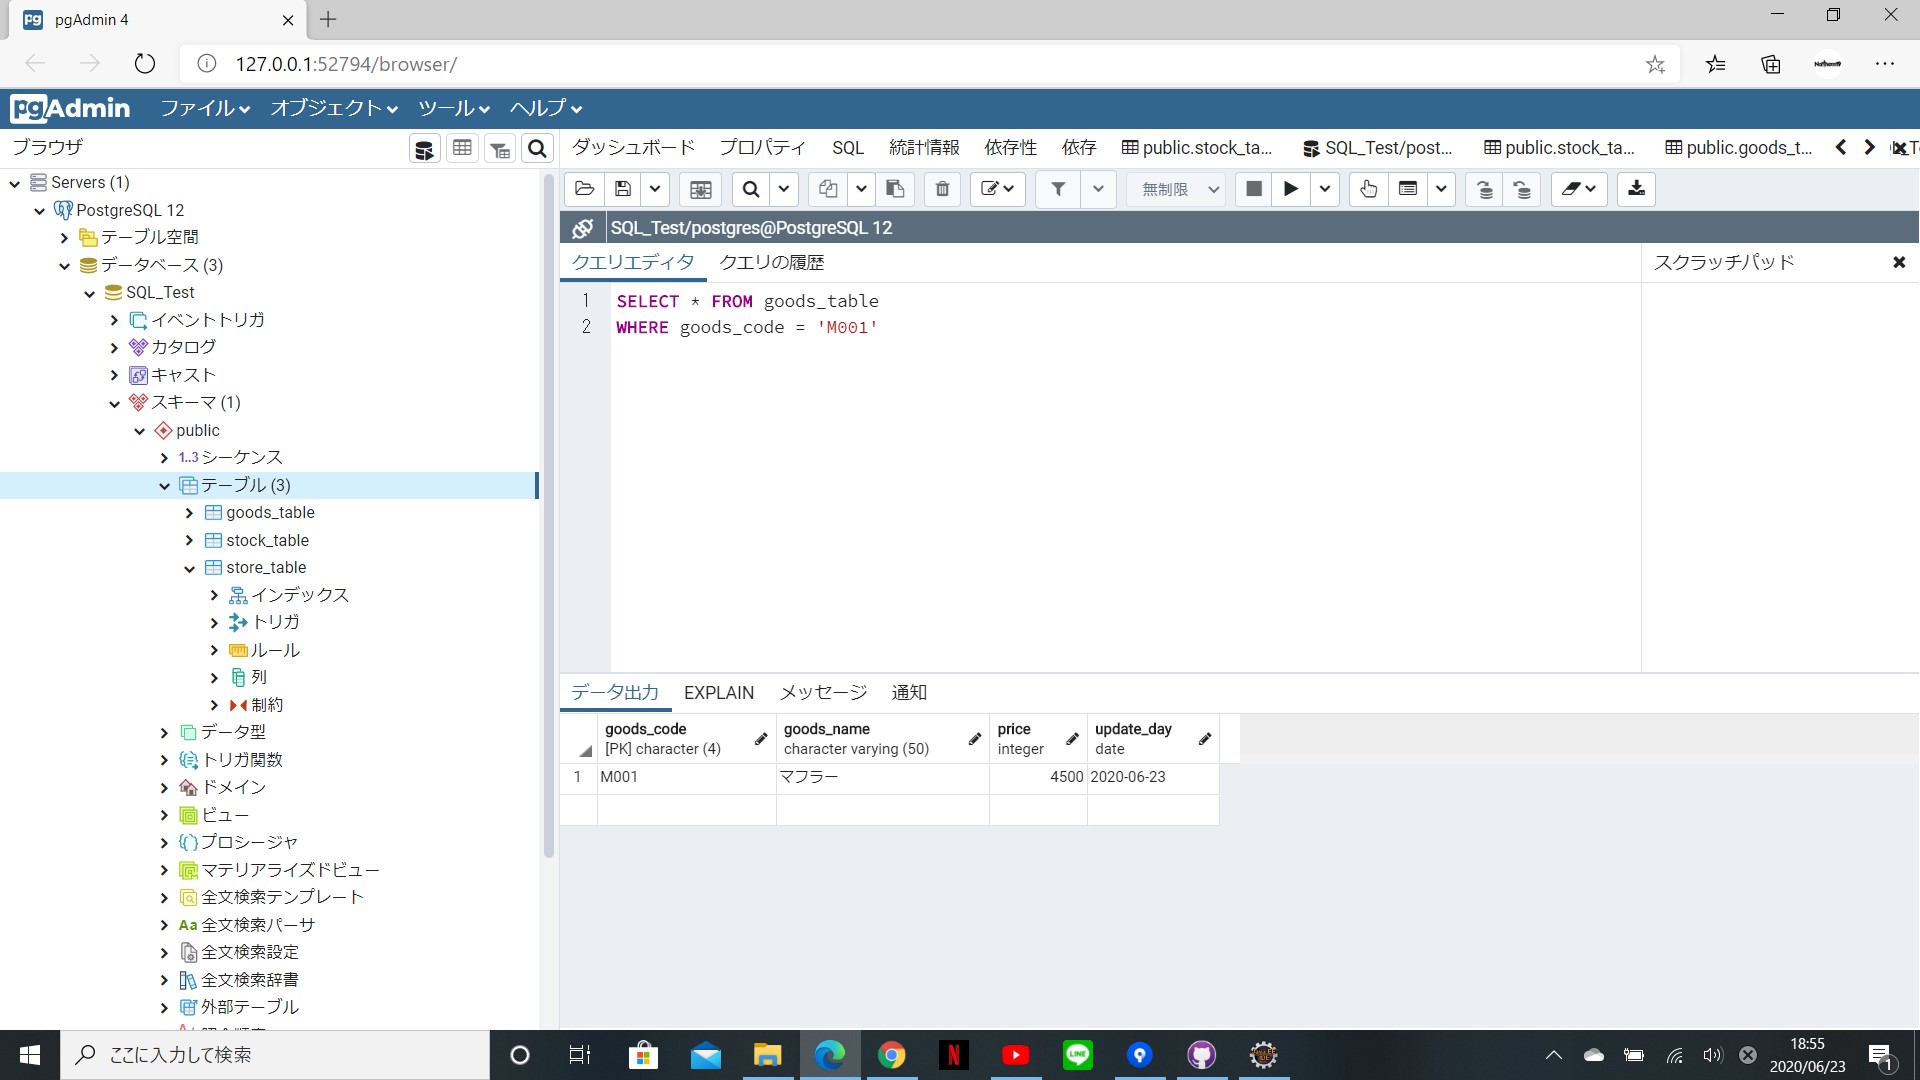 pgAdmin 4
127.0.0.1:52794/browser/
pgAdmin ファイル オブジェクト ツール ヘルプ
ブラウザ
ダッシュボード プロパティ SQL 統計情報 依存性 依存 public.stock_ta... SQL_Test/post... public.stock_ta... public.goods_t...
Servers (1)
PostgreSQL 12
テーブル空間
データベース (3)
SQL_Test
イベントトリガ
カタログ
キャスト
スキーマ (1)
public
1..3 シーケンス
テーブル (3)
goods_table
stock_table
store_table
インデックス
トリガ
ルール
列
制約
データ型
トリガ関数
ドメイン
ビュー
プロシージャ
マテリアライズドビュー
全文検索テンプレート
Aa 全文検索パーサ
全文検索設定
全文検索辞書
外部テーブル
無制限
SQL_Test/postgres@PostgreSQL 12
クエリエディタ クエリの履歴
スクラッチパッド
1 SELECT * FROM goods_table
2 WHERE goods_code = 'M001'
データ出力 EXPLAIN メッセージ 通知
goods_code goods_name price update_day
[PK] character (4) character varying (50) integer date
1 M001 マフラー 4500 2020-06-23
ここに入力して検索
18:55
2020/06/23
1